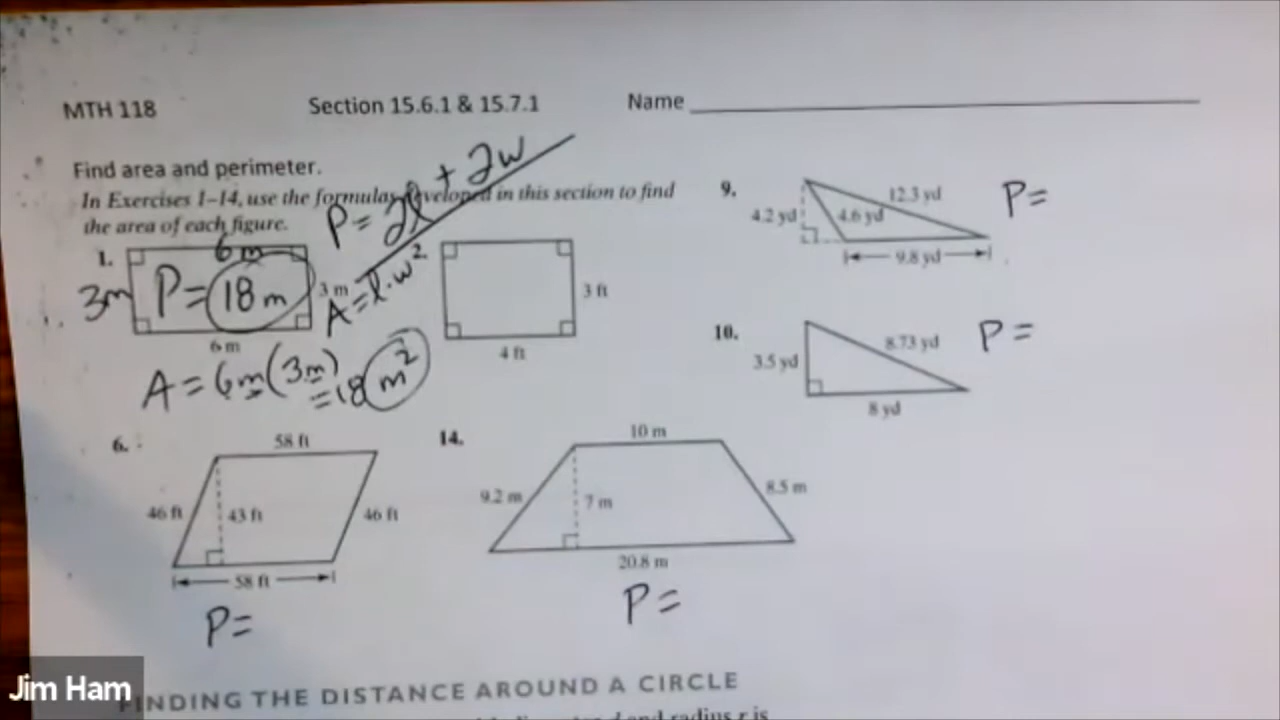 MTH 118 Section 15.6.1 & 15.7.1 Name
Find area and perimeter.
In Exercises 1–14, use the formulas developed in this section to find
the area of each figure.
P = 2l + 2w
A = l · w
1.
6 m
3m
P = 18 m
3 m
6 m
A = 6m(3m)
= 18 m²
2
3 ft
4 ft
9.
4.2 yd
4.6 yd
12.3 yd
9.8 yd
P =
10.
3.5 yd
8.73 yd
8 yd
P =
6.
58 ft
46 ft
43 ft
46 ft
58 ft
P =
14.
10 m
9.2 m
7 m
8.5 m
20.8 m
P =
FINDING THE DISTANCE AROUND A CIRCLE
and radius r is
Jim Ham